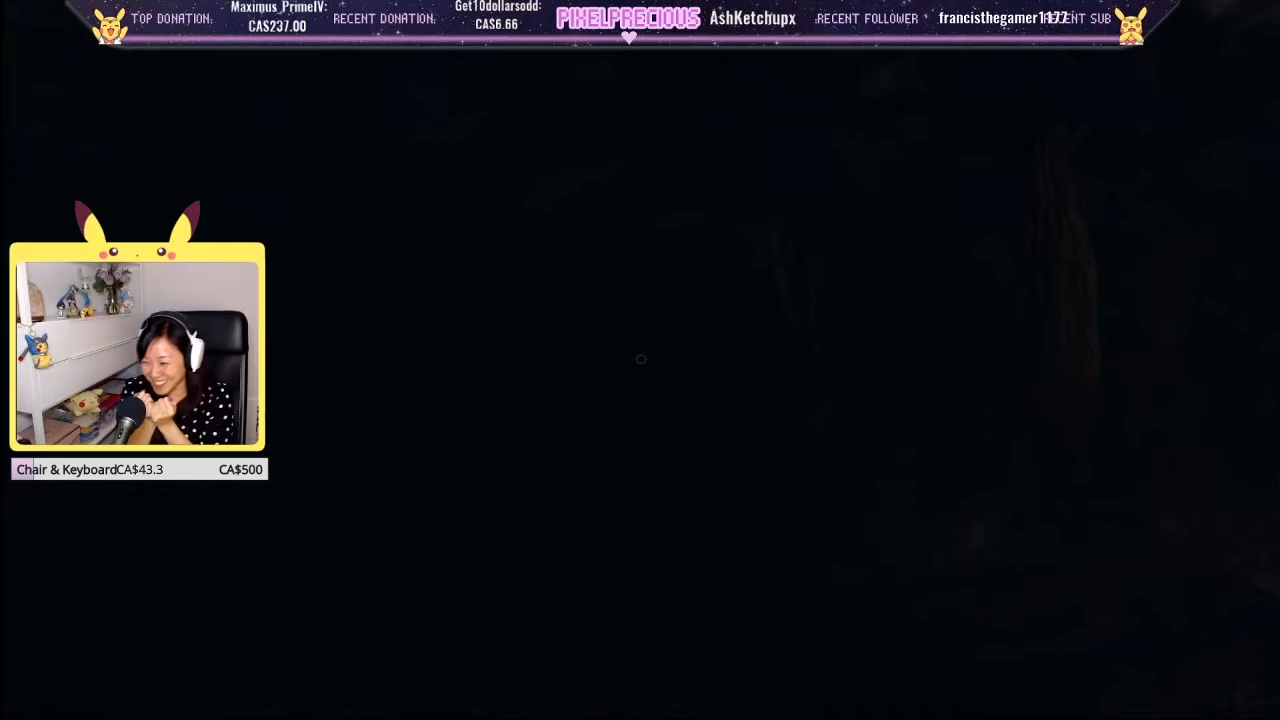 TOP DONATION:
Maximus_PrimeIV:
CA$237.00
RECENT DONATION:
Get10dollarsodd:
CA$6.66
PIXELPRECIOUS
AshKetchupx
RECENT FOLLOWER
francisthegamer1177
SUB
Chair & Keyboard CA$43.3 CA$500